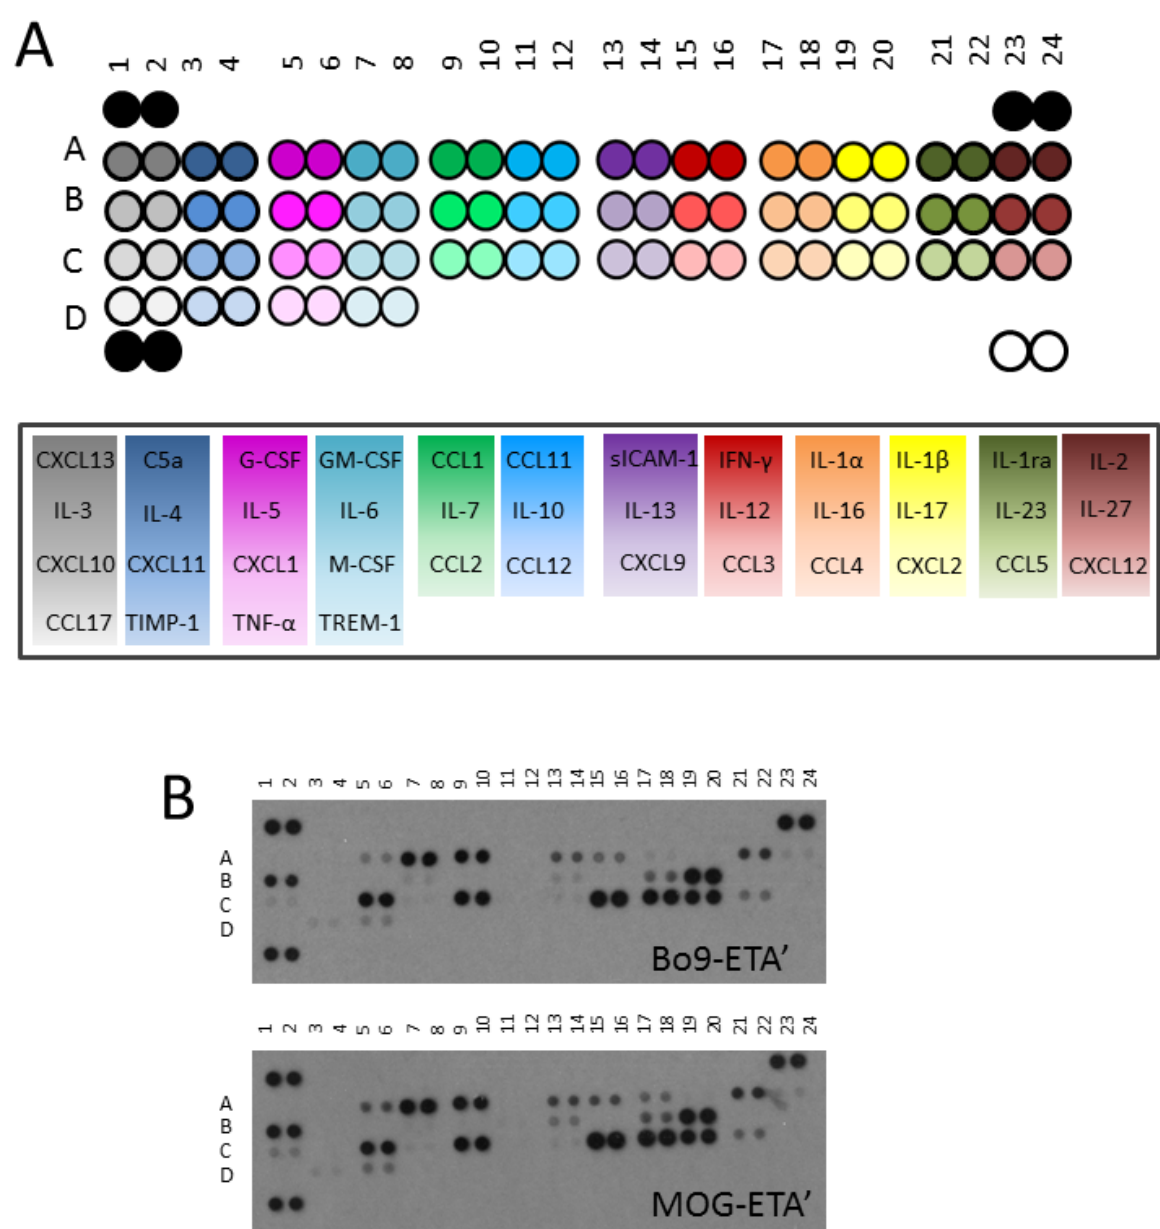 A
1 2 3 4 5 6 7 8 9 10 11 12 13 14 15 16 17 18 19 20 21 22 23 24
A
B
C
D
CXCL13 C5a G-CSF GM-CSF CCL1 CCL11 sICAM-1 IFN-γ IL-1α IL-1β IL-1ra IL-2
IL-3 IL-4 IL-5 IL-6 IL-7 IL-10 IL-13 IL-12 IL-16 IL-17 IL-23 IL-27
CXCL10 CXCL11 CXCL1 M-CSF CCL2 CCL12 CXCL9 CCL3 CCL4 CXCL2 CCL5 CXCL12
CCL17 TIMP-1 TNF-α TREM-1
B
1 2 3 4 5 6 7 8 9 10 11 12 13 14 15 16 17 18 19 20 21 22 23 24
A
B
C
D
Bo9-ETA’
1 2 3 4 5 6 7 8 9 10 11 12 13 14 15 16 17 18 19 20 21 22 23 24
A
B
C
D
MOG-ETA’